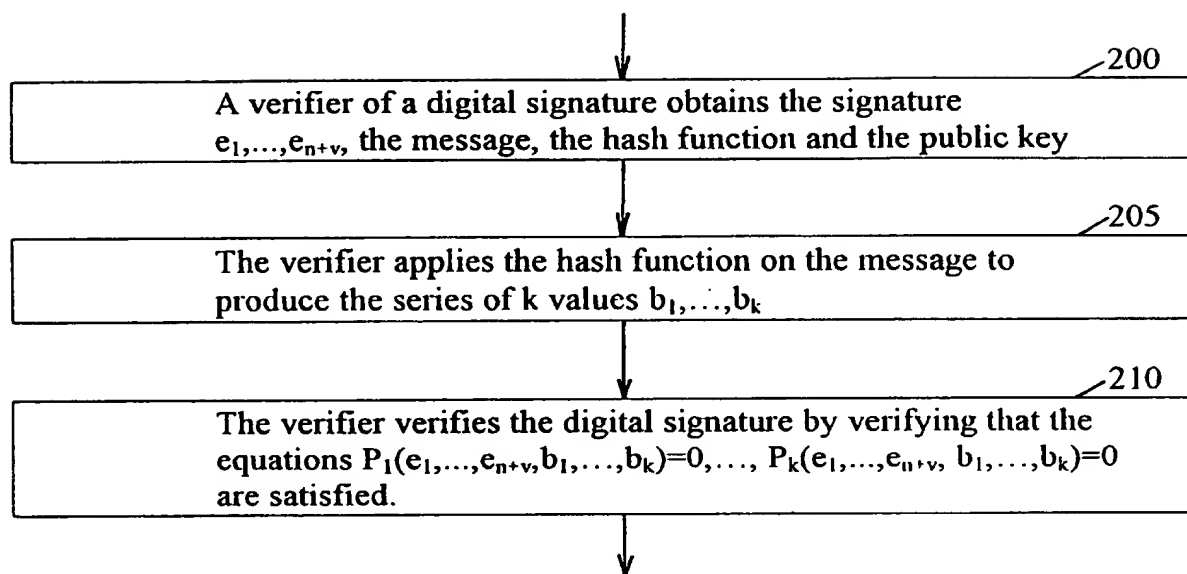 200
A verifier of a digital signature obtains the signature
e₁,…,eₙ₊ᵥ, the message, the hash function and the public key
205
The verifier applies the hash function on the message to
produce the series of k values b₁,…,bₖ
210
The verifier verifies the digital signature by verifying that the
equations P₁(e₁,…,eₙ₊ᵥ,b₁,…,bₖ)=0,…, Pₖ(e₁,…,eₙ₊ᵥ, b₁,…,bₖ)=0
are satisfied.